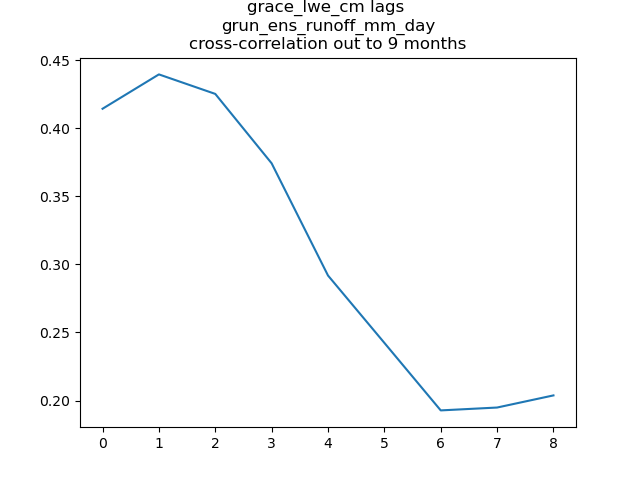 grace_lwe_cm lags
grun_ens_runoff_mm_day
cross-correlation out to 9 months
0.45
0.40
0.35
0.30
0.25
0.20
0 1 2 3 4 5 6 7 8